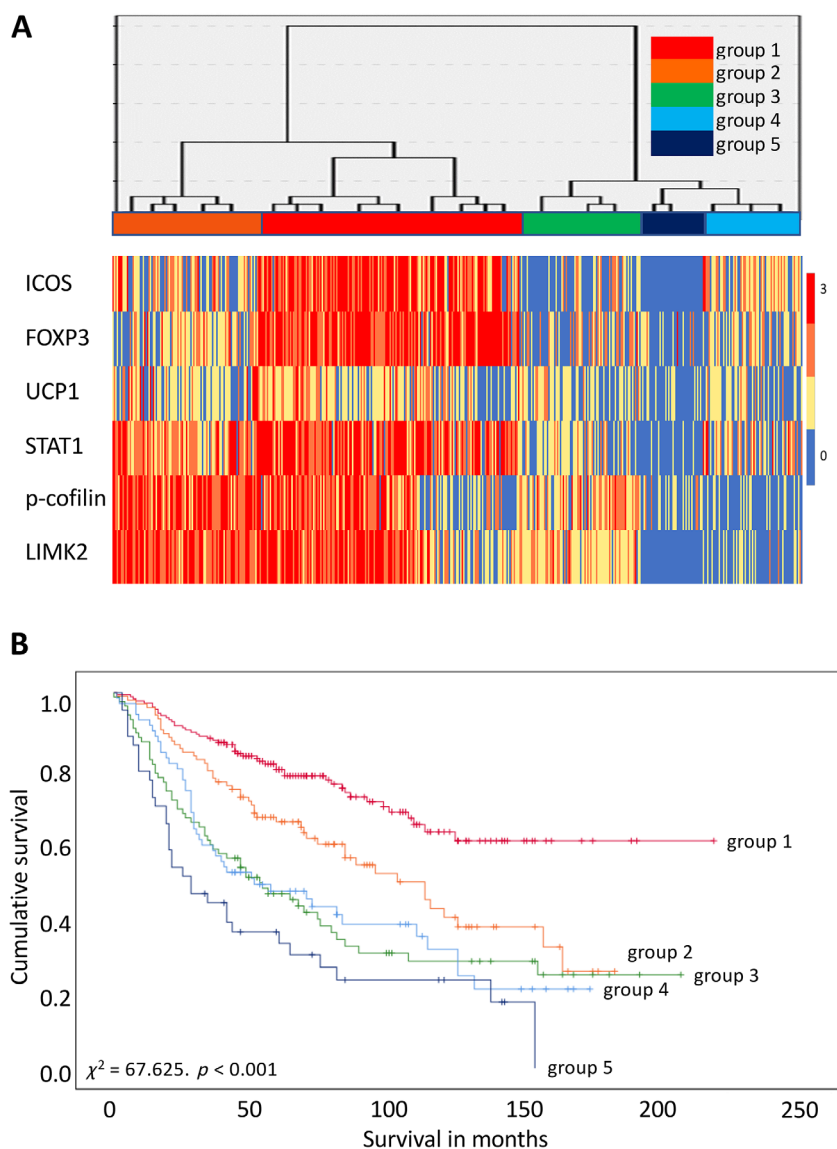 A
group 1
group 2
group 3
group 4
group 5
ICOS
FOXP3
UCP1
STAT1
p-cofilin
LIMK2
3
0
B
Cumulative survival
1.0
0.8
0.6
0.4
0.2
0.0
group 1
group 2
group 3
group 4
group 5
χ² = 67.625. p < 0.001
0 50 100 150 200 250
Survival in months